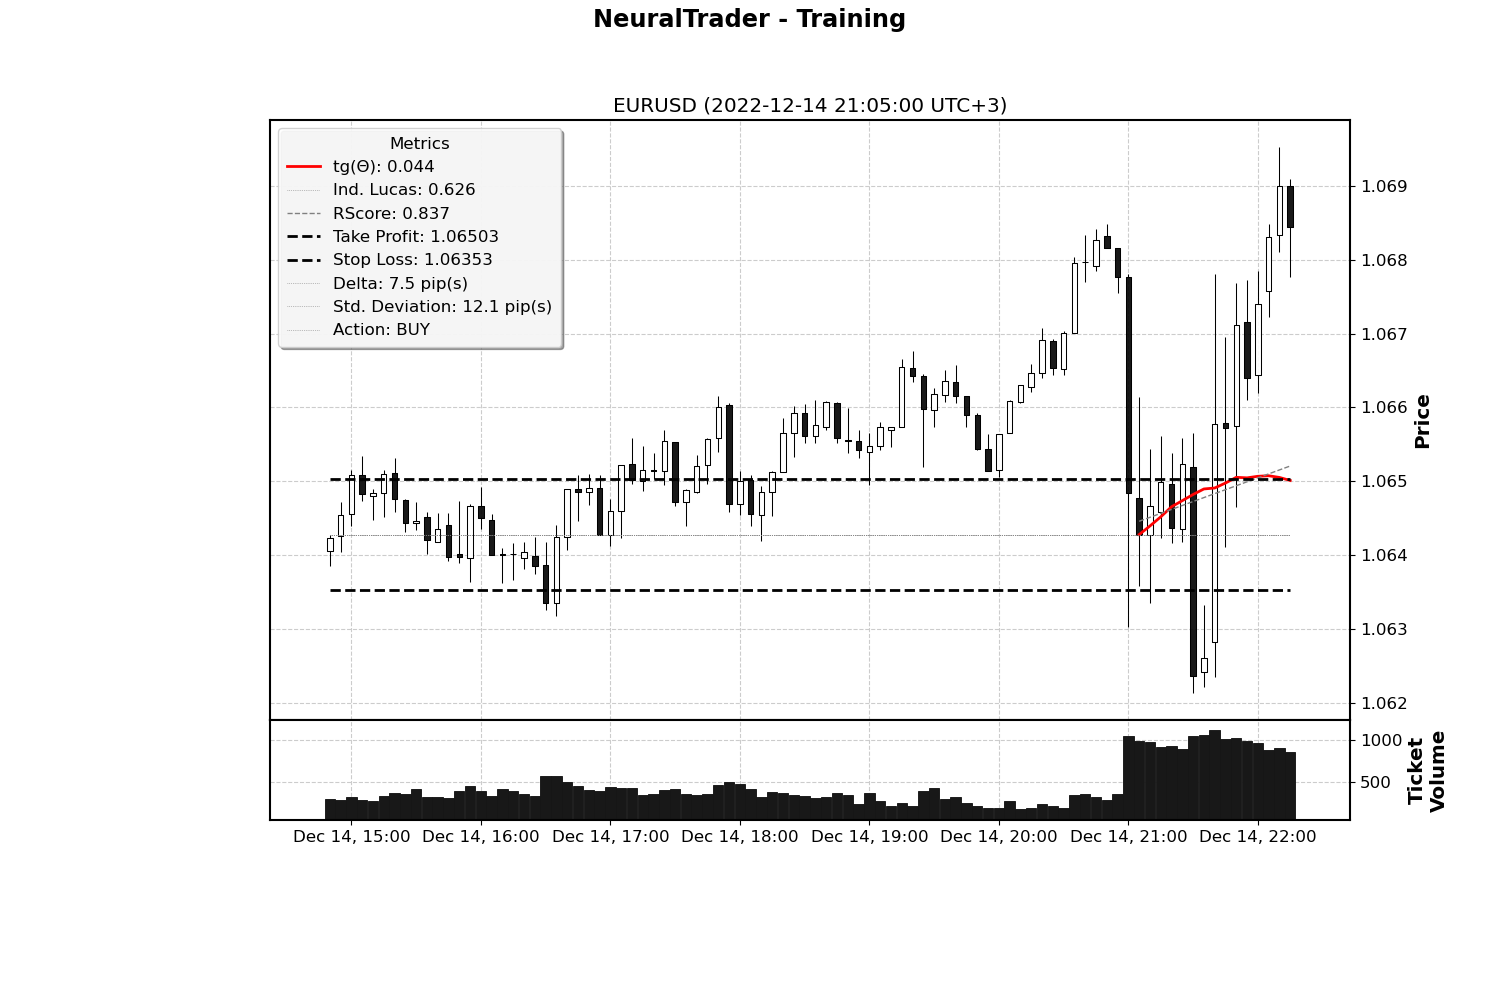 NeuralTrader - Training
EURUSD (2022-12-14 21:05:00 UTC+3)
Metrics
tg(Θ): 0.044
Ind. Lucas: 0.626
RScore: 0.837
Take Profit: 1.06503
Stop Loss: 1.06353
Delta: 7.5 pip(s)
Std. Deviation: 12.1 pip(s)
Action: BUY
1.069
1.068
1.067
1.066
1.065
1.064
1.063
1.062
Price
1000
500
Ticket
Volume
Dec 14, 15:00
Dec 14, 16:00
Dec 14, 17:00
Dec 14, 18:00
Dec 14, 19:00
Dec 14, 20:00
Dec 14, 21:00
Dec 14, 22:00